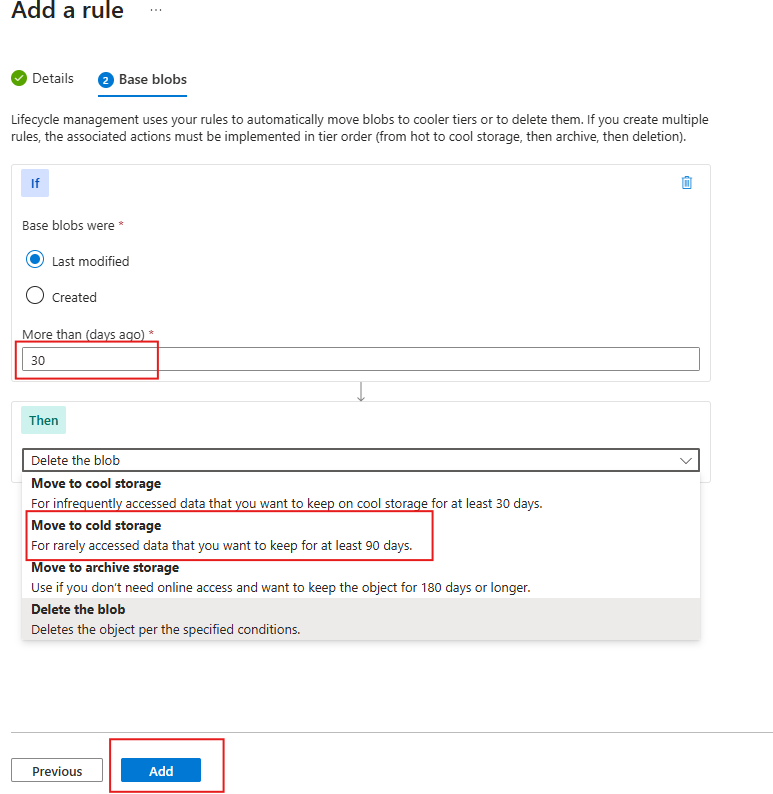 Add a rule ...
Details
2 Base blobs
Lifecycle management uses your rules to automatically move blobs to cooler tiers or to delete them. If you create multiple
rules, the associated actions must be implemented in tier order (from hot to cool storage, then archive, then deletion).
If
Base blobs were *
Last modified
Created
More than (days ago) *
30
Then
Delete the blob
Move to cool storage
For infrequently accessed data that you want to keep on cool storage for at least 30 days.
Move to cold storage
For rarely accessed data that you want to keep for at least 90 days.
Move to archive storage
Use if you don't need online access and want to keep the object for 180 days or longer.
Delete the blob
Deletes the object per the specified conditions.
Previous
Add